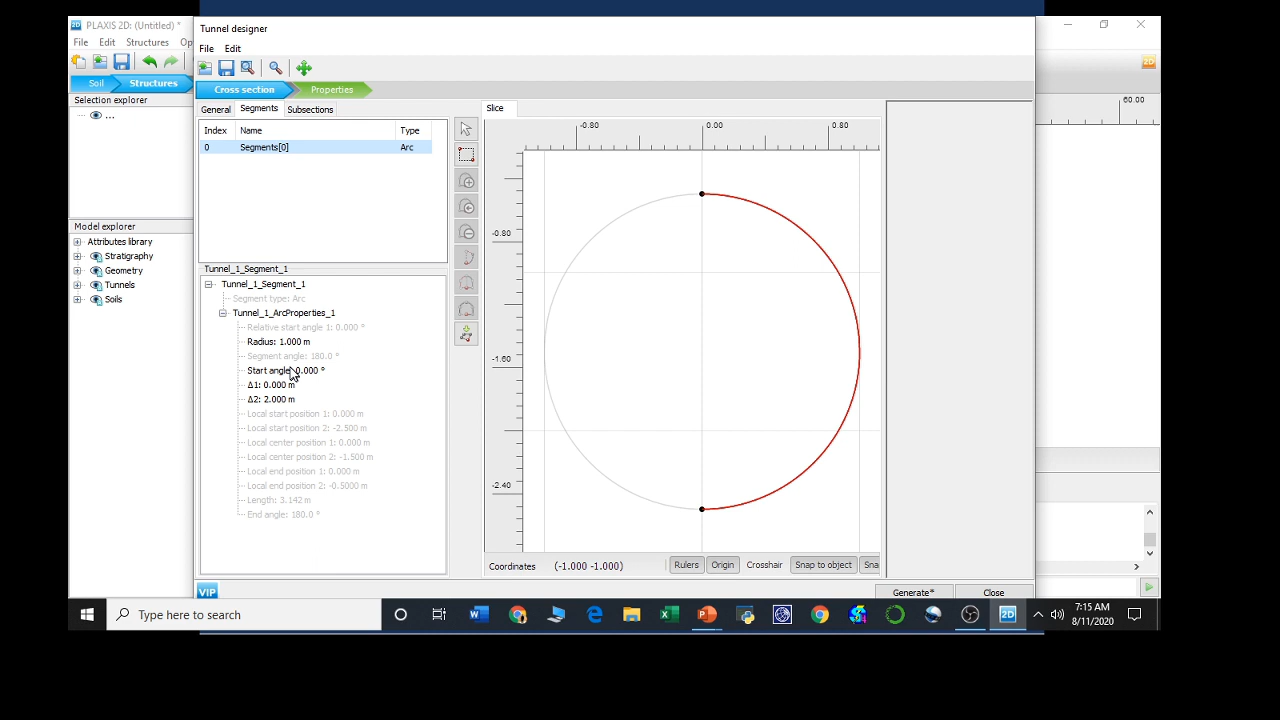 PLAXIS 2D: (Untitled) *
File Edit Structures Op
Soil Structures
Selection explorer
...
Model explorer
Attributes library
Stratigraphy
Geometry
Tunnels
Soils
Tunnel designer
File Edit
Cross section Properties
General Segments Subsections
Index Name Type
0 Segments[0] Arc
Tunnel_1_Segment_1
Tunnel_1_Segment_1
Segment type: Arc
Tunnel_1_ArcProperties_1
Relative start angle 1: 0.000 °
Radius: 1.000 m
Segment angle: 180.0 °
Start angle: 0.000 °
Δ1: 0.000 m
Δ2: 2.000 m
Local start position 1: 0.000 m
Local start position 2: -2.500 m
Local center position 1: 0.000 m
Local center position 2: -1.500 m
Local end position 1: 0.000 m
Local end position 2: -0.5000 m
Length: 3.142 m
End angle: 180.0 °
Slice
-0.80 0.00 0.80
-0.80
-1.60
-2.40
Coordinates (-1.000 -1.000) Rulers Origin Crosshair Snap to object Sna
VIP Generate* Close
2D
60.00
Type here to search
2D
7:15 AM
8/11/2020